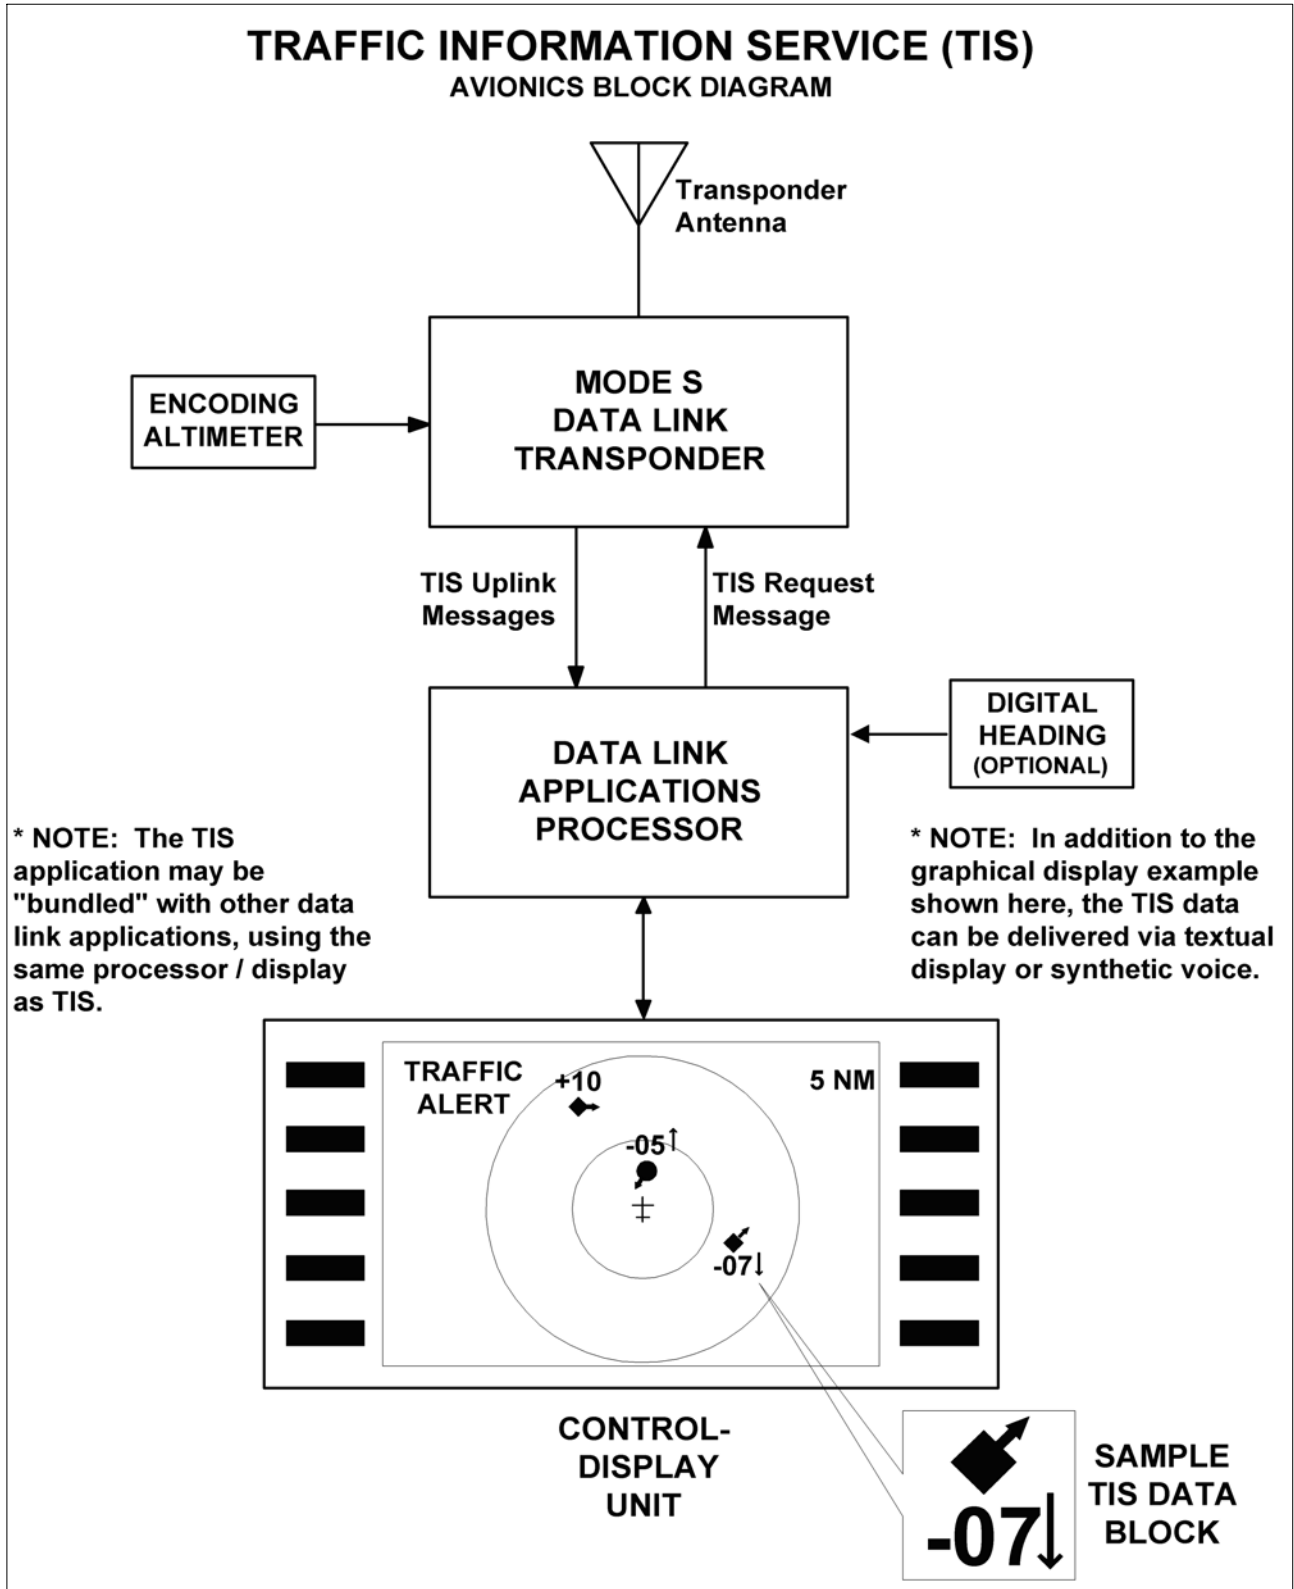 TRAFFIC INFORMATION SERVICE (TIS)
AVIONICS BLOCK DIAGRAM
Transponder
Antenna
MODE S
DATA LINK
TRANSPONDER
ENCODING
ALTIMETER
TIS Uplink
Messages
TIS Request
Message
DATA LINK
APPLICATIONS
PROCESSOR
DIGITAL
HEADING
(OPTIONAL)
* NOTE: The TIS
application may be
"bundled" with other data
link applications, using the
same processor / display
as TIS.
* NOTE: In addition to the
graphical display example
shown here, the TIS data
can be delivered via textual
display or synthetic voice.
TRAFFIC
ALERT
+10
5 NM
-05↑
-07↓
CONTROL-
DISPLAY
UNIT
-07↓
SAMPLE
TIS DATA
BLOCK